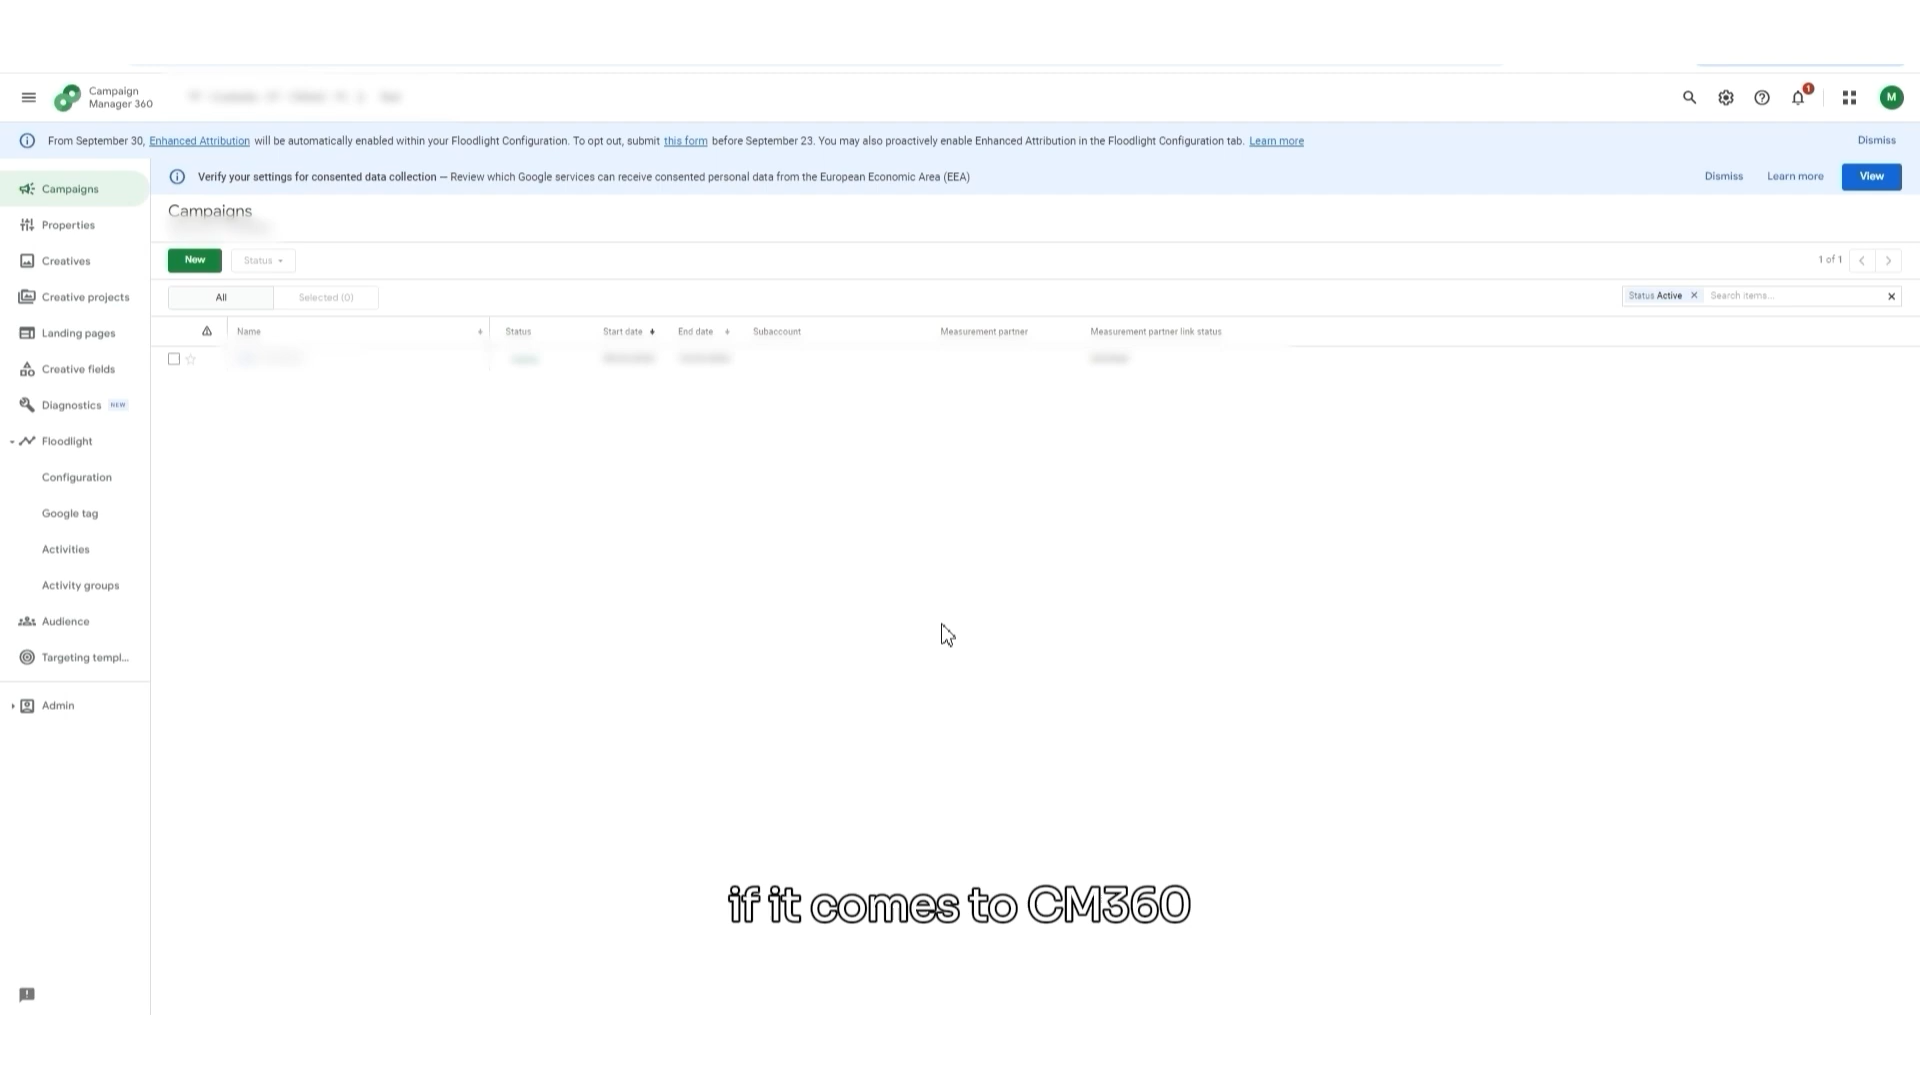 Campaign
Manager 360
1
M
From September 30, Enhanced Attribution will be automatically enabled within your Floodlight Configuration. To opt out, submit this form before September 23. You may also proactively enable Enhanced Attribution in the Floodlight Configuration tab. Learn more
Dismiss
Verify your settings for consented data collection – Review which Google services can receive consented personal data from the European Economic Area (EEA)
Dismiss
Learn more
View
Campaigns
Properties
Creatives
Creative projects
Landing pages
Creative fields
Diagnostics NEW
Floodlight
Configuration
Google tag
Activities
Activity groups
Audience
Targeting templ...
Admin
Campaigns
New
Status
1 of 1
All
Selected (0)
Status Active
Search items...
Name
Status
Start date
End date
Subaccount
Measurement partner
Measurement partner link status
if it comes to CM360